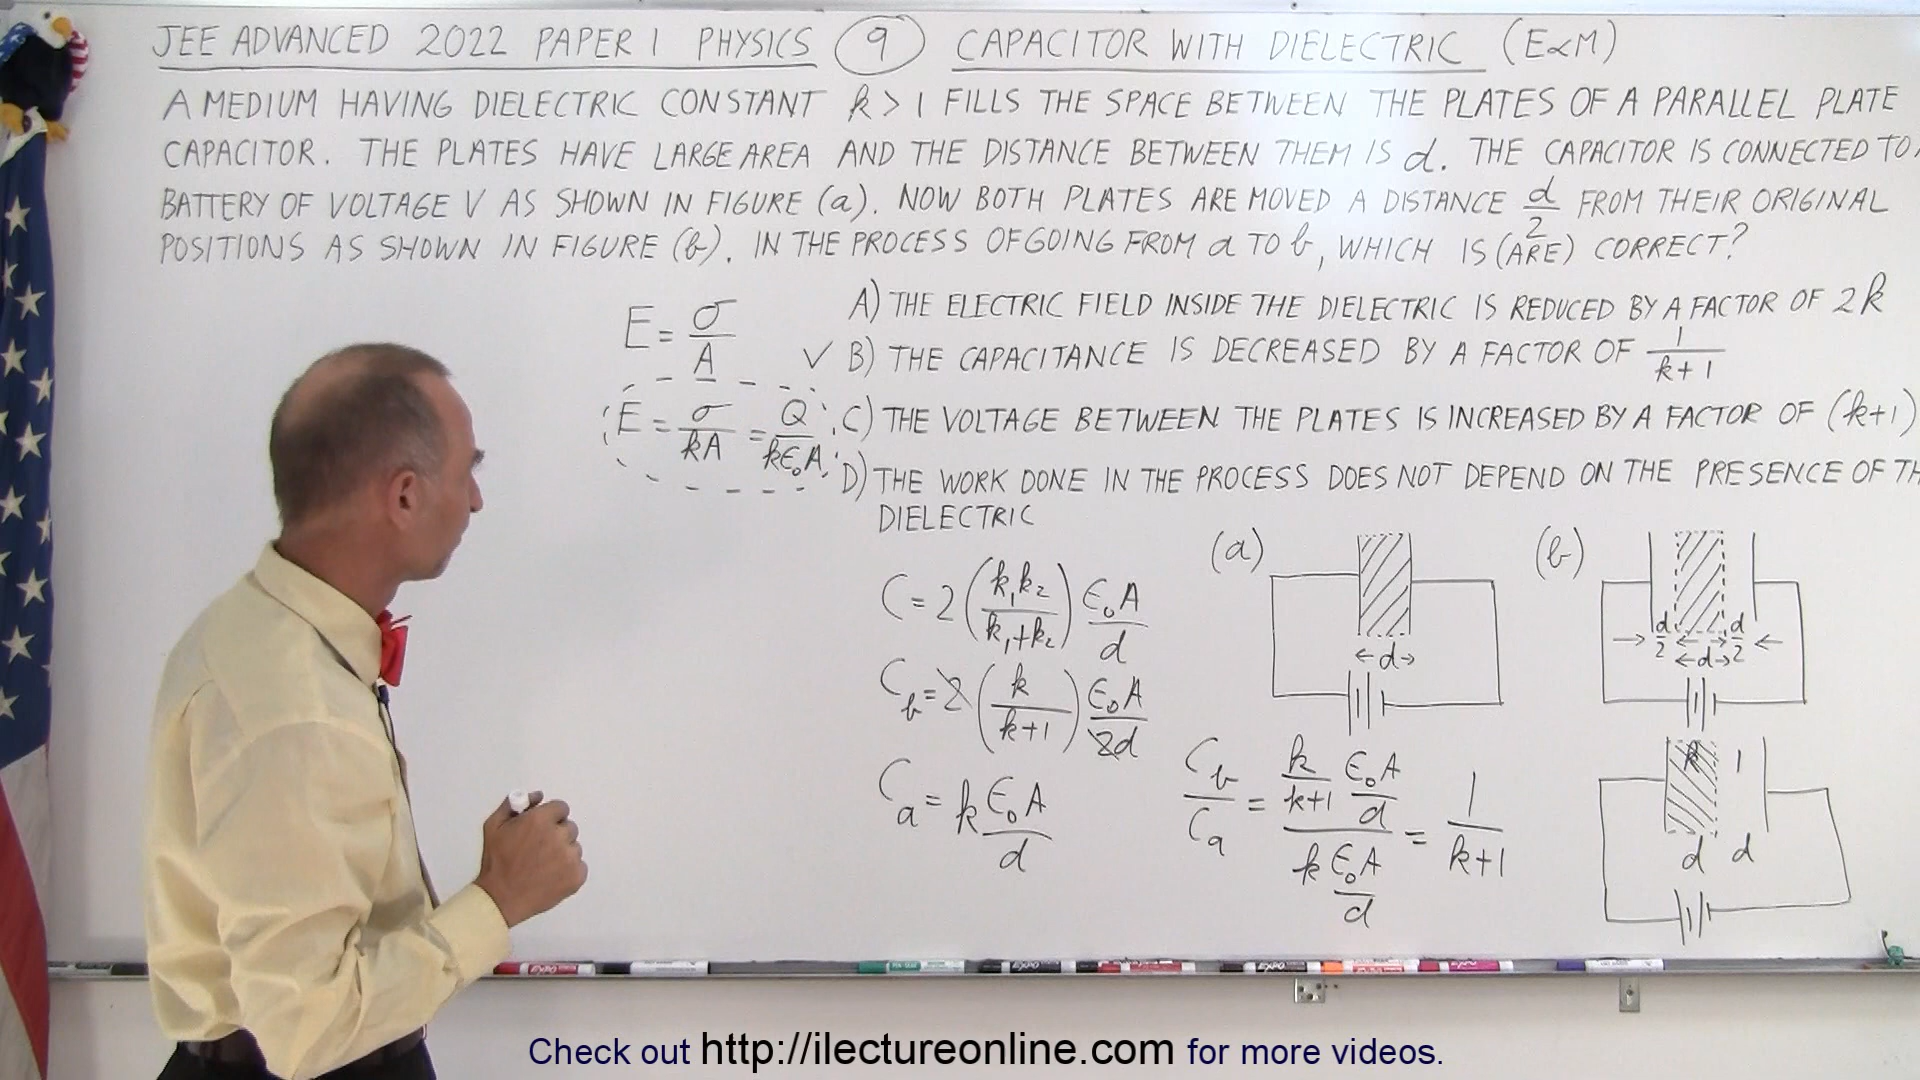 JEE ADVANCED 2022 PAPER 1 PHYSICS 9 CAPACITOR WITH DIELECTRIC (E∝M)
A MEDIUM HAVING DIELECTRIC CONSTANT k > 1 FILLS THE SPACE BETWEEN THE PLATES OF A PARALLEL PLATE
CAPACITOR. THE PLATES HAVE LARGE AREA AND THE DISTANCE BETWEEN THEM IS d. THE CAPACITOR IS CONNECTED TO
BATTERY OF VOLTAGE V AS SHOWN IN FIGURE (a). NOW BOTH PLATES ARE MOVED A DISTANCE d/2 FROM THEIR ORIGINAL
POSITIONS AS SHOWN IN FIGURE (b). IN THE PROCESS OF GOING FROM a TO b, WHICH IS (ARE) CORRECT?
A) THE ELECTRIC FIELD INSIDE THE DIELECTRIC IS REDUCED BY A FACTOR OF 2k
✓ B) THE CAPACITANCE IS DECREASED BY A FACTOR OF 1/(k+1)
C) THE VOLTAGE BETWEEN THE PLATES IS INCREASED BY A FACTOR OF (k+1)
D) THE WORK DONE IN THE PROCESS DOES NOT DEPEND ON THE PRESENCE OF TH
DIELECTRIC
E = σ/A
E = σ/kA = Q/kε₀A
C = 2 (k₁k₂/(k₁+k₂)) ε₀A/d
C_b = 2 (k/(k+1)) ε₀A/2d
C_a = k ε₀A/d
C_b/C_a = (k/(k+1) ε₀A/d)/(k ε₀A/d) = 1/(k+1)
(a)
← d →
(b)
→ d/2 ← → d/2 ←
← d →
k 1
d d
Check out http://ilectureonline.com for more videos.